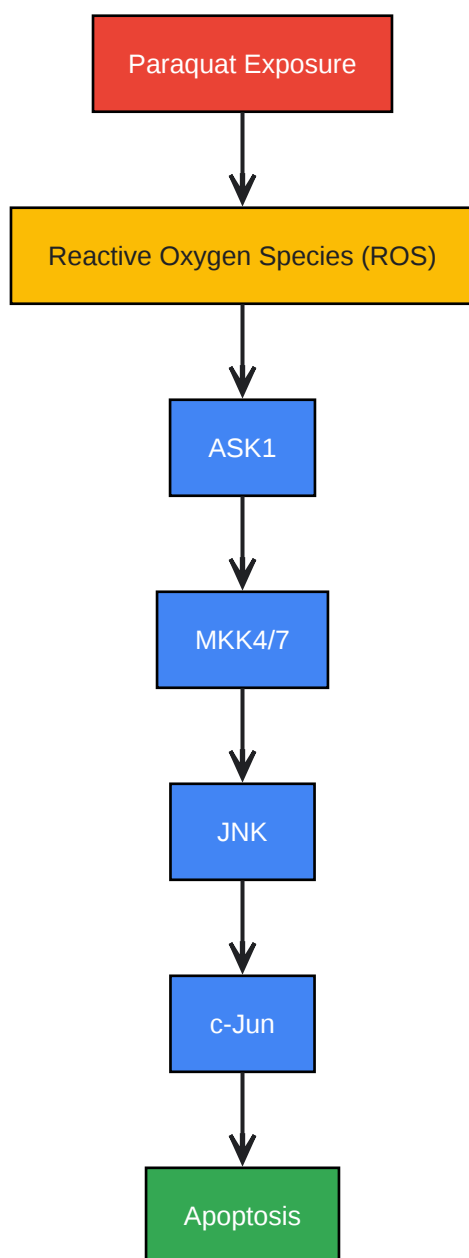 Paraquat Exposure
Reactive Oxygen Species (ROS)
ASK1
MKK4/7
JNK
c-Jun
Apoptosis